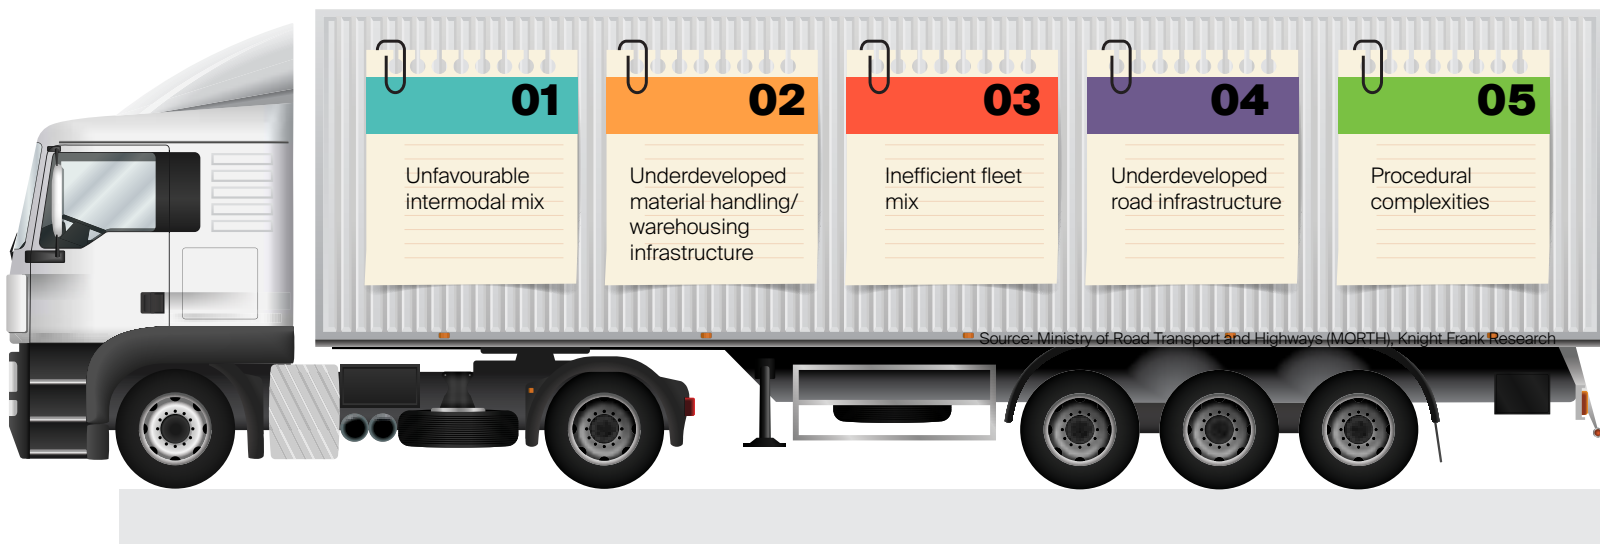 01
Unfavourable
intermodal mix
02
Underdeveloped
material handling/
warehousing
infrastructure
03
Inefficient fleet
mix
04
Underdeveloped
road infrastructure
05
Procedural
complexities
Source: Ministry of Road Transport and Highways (MORTH), Knight Frank Research